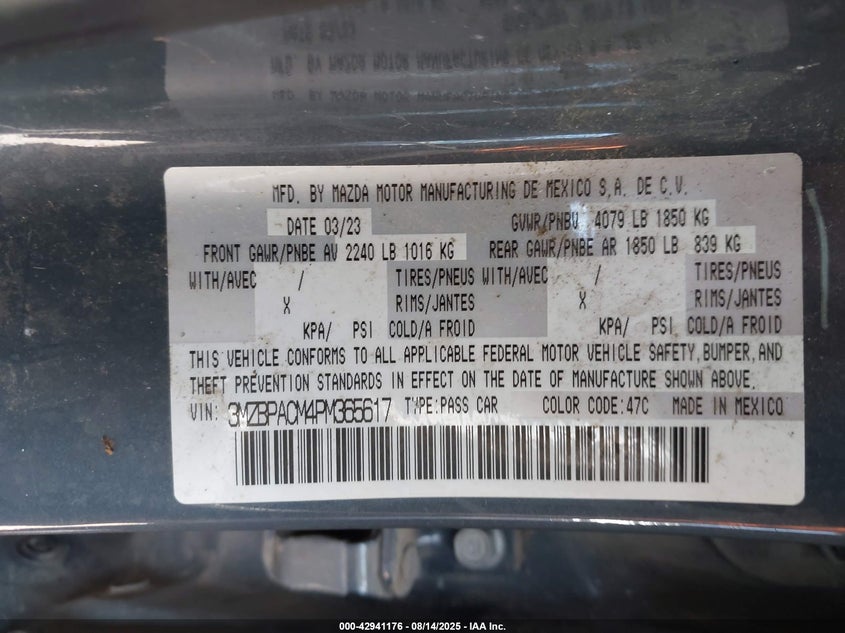 MFD. BY MAZDA MOTOR MANUFACTURING DE MEXICO S.A. DE C.V.
DATE 03/23 GVWR/PNBV 4079 LB 1850 KG
FRONT GAWR/PNBE AV 2240 LB 1016 KG REAR GAWR/PNBE AR 1850 LB 839 KG
WITH/AVEC / TIRES/PNEUS WITH/AVEC / TIRES/PNEUS
X RIMS/JANTES X RIMS/JANTES
KPA/ PSI COLD/A FROID KPA/ PSI COLD/A FROID
THIS VEHICLE CONFORMS TO ALL APPLICABLE FEDERAL MOTOR VEHICLE SAFETY, BUMPER, AND
THEFT PREVENTION STANDARDS IN EFFECT ON THE DATE OF MANUFACTURE SHOWN ABOVE.
VIN: 3MZBPACM4PM365617 TYPE:PASS CAR COLOR CODE:47C MADE IN MEXICO
000-42941176 - 08/14/2025 - IAA Inc.